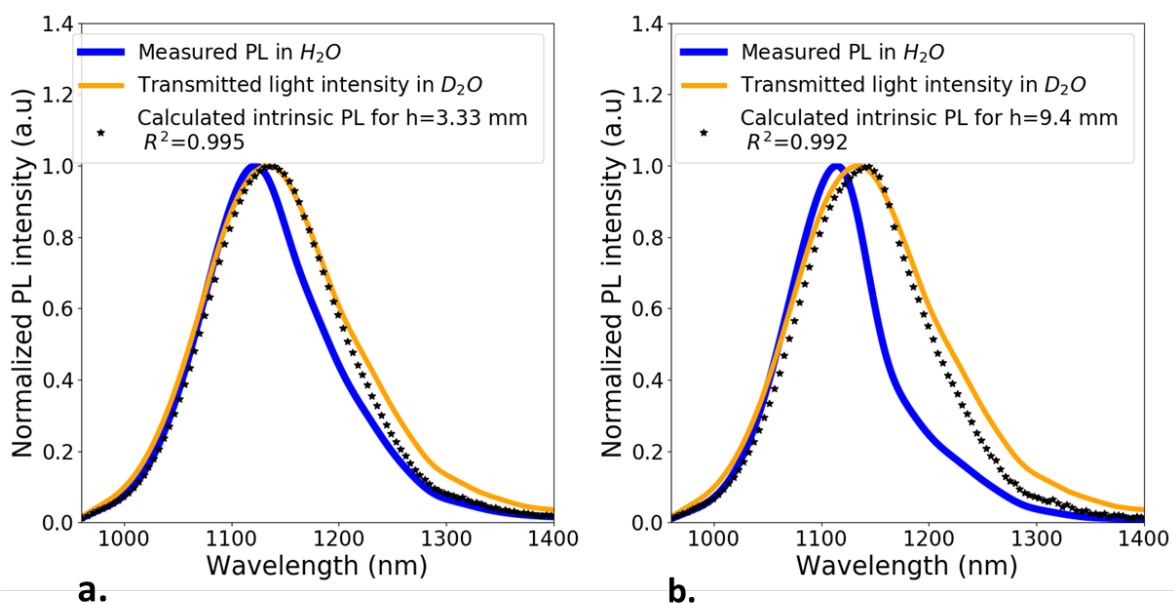 1.4
1.2
1.0
0.8
0.6
0.4
0.2
0.0
Normalized PL intensity (a.u)
Measured PL in H₂O
Transmitted light intensity in D₂O
Calculated intrinsic PL for h=3.33 mm
R²=0.995
1000 1100 1200 1300 1400
Wavelength (nm)
a.
1.4
1.2
1.0
0.8
0.6
0.4
0.2
0.0
Normalized PL intensity (a.u)
Measured PL in H₂O
Transmitted light intensity in D₂O
Calculated intrinsic PL for h=9.4 mm
R²=0.992
1000 1100 1200 1300 1400
Wavelength (nm)
b.